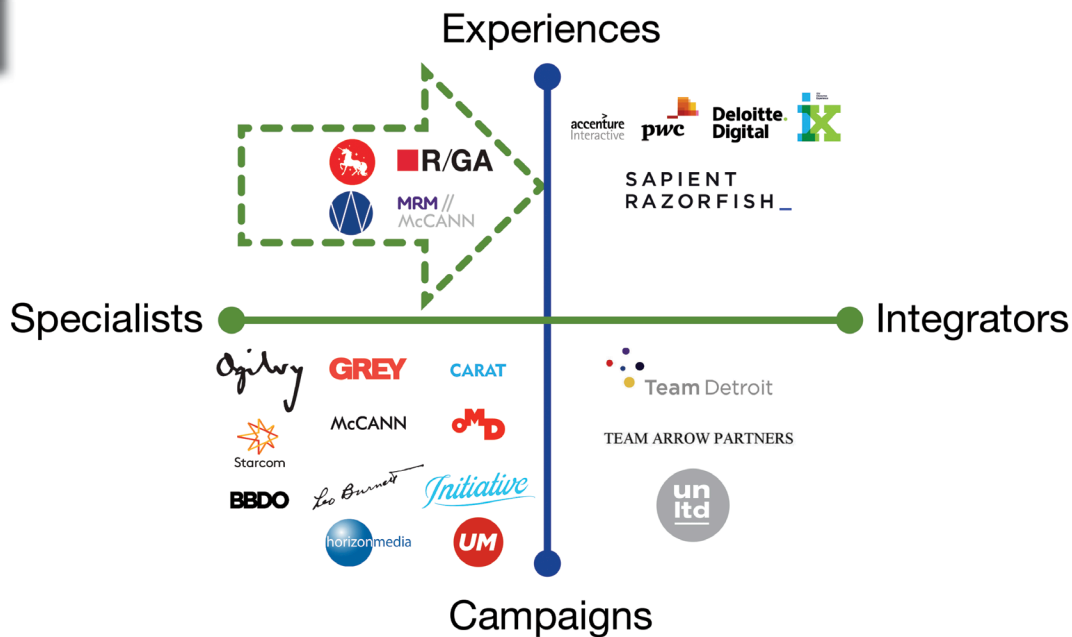 Experiences
accenture
Interactive
pwc
Deloitte.
Digital
ix
R/GA
MRM //
McCANN
SAPIENT
RAZORFISH_
Specialists
Integrators
Ogilvy
GREY
CARAT
Team Detroit
McCANN
OMD
Starcom
TEAM ARROW PARTNERS
BBDO
Leo Burnett
Initiative
un
ltd
horizonmedia
UM
Campaigns